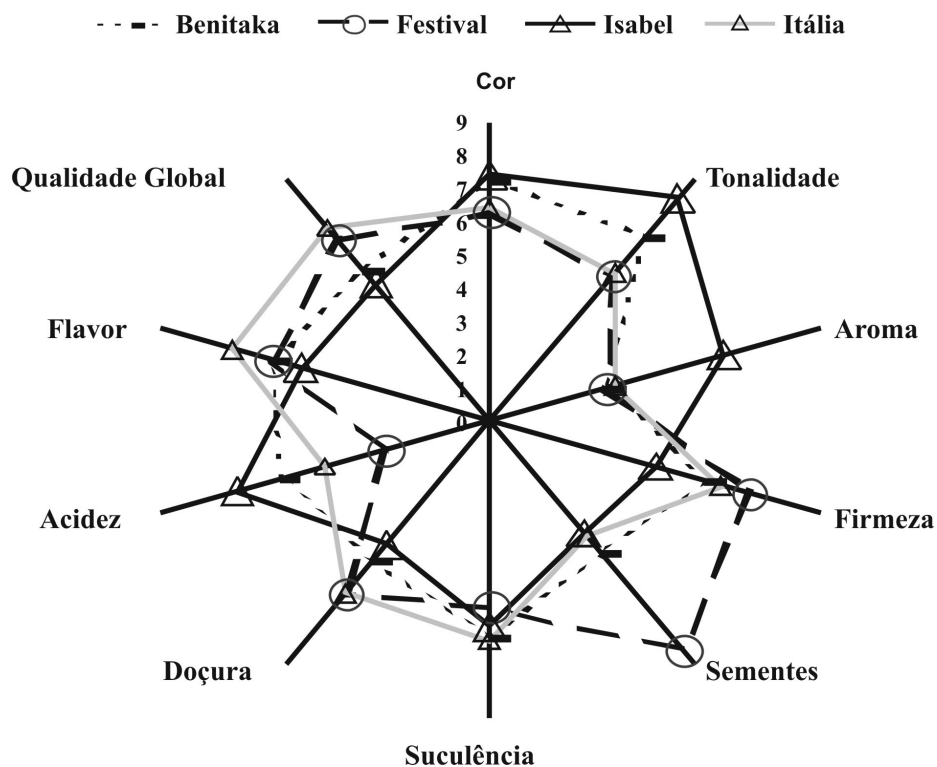 Benitaka Festival Isabel Itália
Cor
9
8
7
6
5
4
3
2
1
0
Qualidade Global
Tonalidade
Flavor
Aroma
Acidez
Firmeza
Doçura
Sementes
Suculência